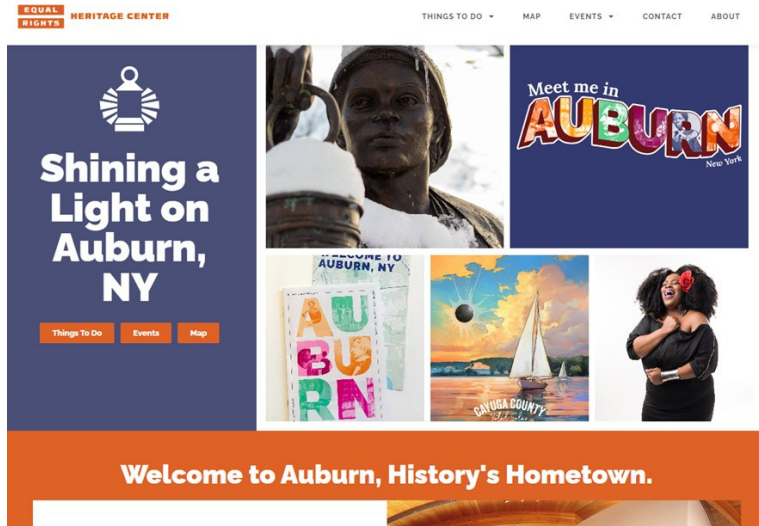 EQUAL
RIGHTS
HERITAGE CENTER
THINGS TO DO
MAP
EVENTS
CONTACT
ABOUT
Shining a
Light on
Auburn,
NY
Things To Do
Events
Map
Meet me in
AUBURN
New York
WELCOME TO
AUBURN, NY
AU
BU
RN
CAYUGA COUNTY
Welcome to Auburn, History's Hometown.